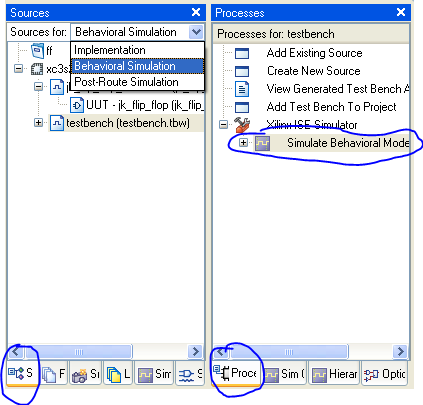 Sources
Sources for: Behavioral Simulation
Implementation
Behavioral Simulation
Post-Route Simulation
ff
xc3s
UUT - jk_flip_flop (jk_flip_
testbench (testbench.tbw)
S
F
L
Sim
S
Processes
Processes for: testbench
Add Existing Source
Create New Source
View Generated Test Bench A
Add Test Bench To Project
Xilinx ISE Simulator
Simulate Behavioral Mode
Proce
Sim
Hierar
Optic